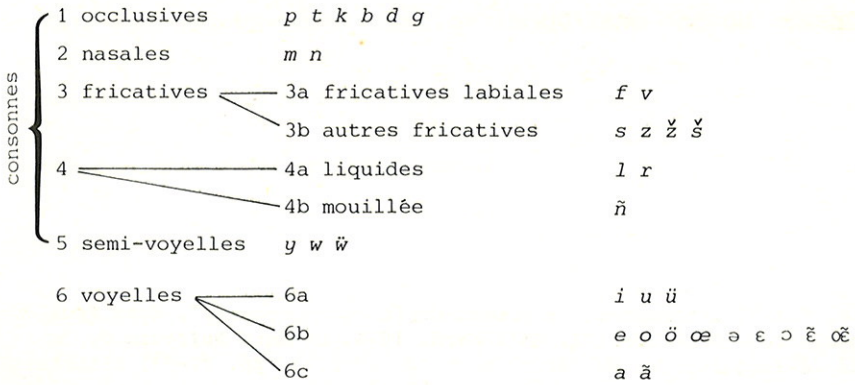 consonnes
1 occlusives p t k b d g
2 nasales m n
3 fricatives 3a fricatives labiales f v
3b autres fricatives s z ž š
4 4a liquides l r
4b mouillée ñ
5 semi-voyelles y w ẅ
6 voyelles 6a i u ü
6b e o ö œ ə ɛ ɔ ɛ̃ œ̃
6c a ã